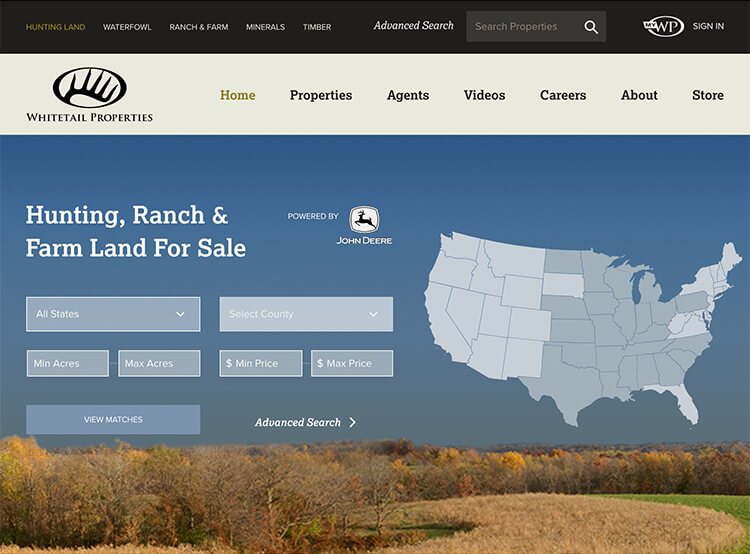 HUNTING LAND WATERFOWL RANCH & FARM MINERALS TIMBER Advanced Search Search Properties MY WP SIGN IN
WHITETAIL PROPERTIES
Home Properties Agents Videos Careers About Store
Hunting, Ranch &
Farm Land For Sale
POWERED BY
JOHN DEERE
All States Select County
Min Acres Max Acres $ Min Price $ Max Price
VIEW MATCHES Advanced Search